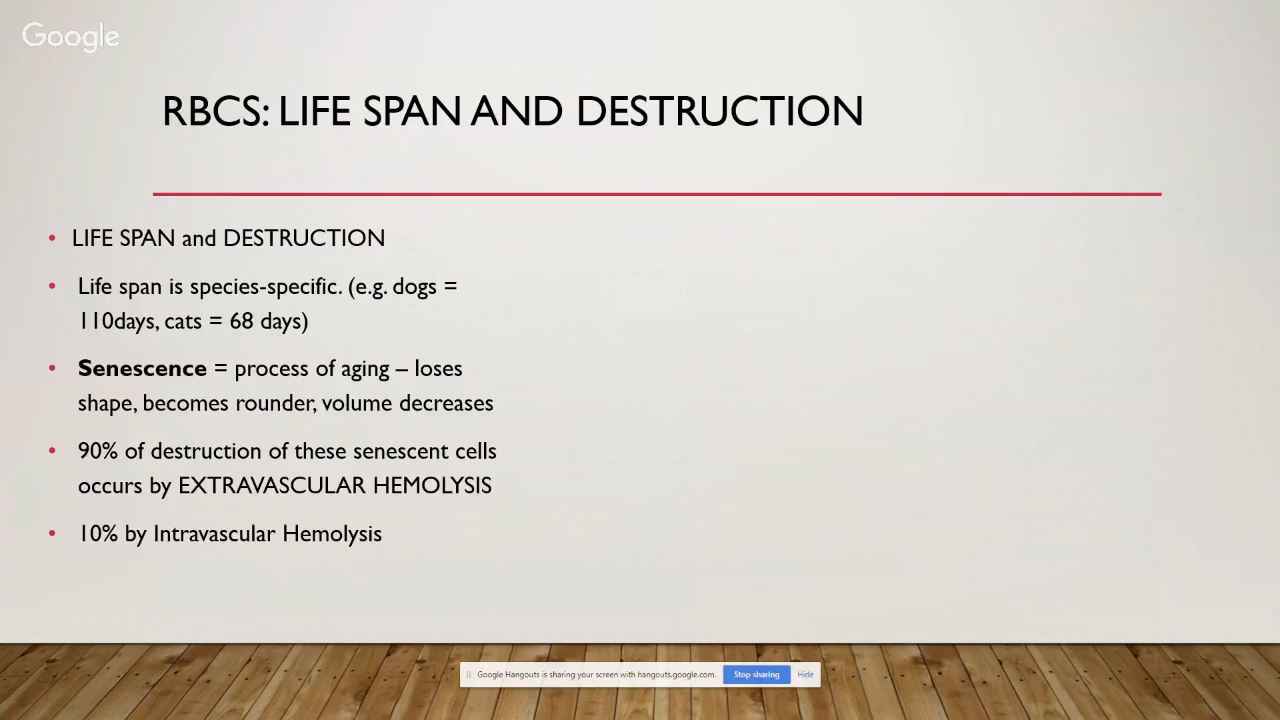 Google
RBCS: LIFE SPAN AND DESTRUCTION
• LIFE SPAN and DESTRUCTION
• Life span is species-specific. (e.g. dogs =
110days, cats = 68 days)
• Senescence = process of aging – loses
shape, becomes rounder, volume decreases
• 90% of destruction of these senescent cells
occurs by EXTRAVASCULAR HEMOLYSIS
• 10% by Intravascular Hemolysis
Google Hangouts is sharing your screen with hangouts.google.com. Stop sharing Hide